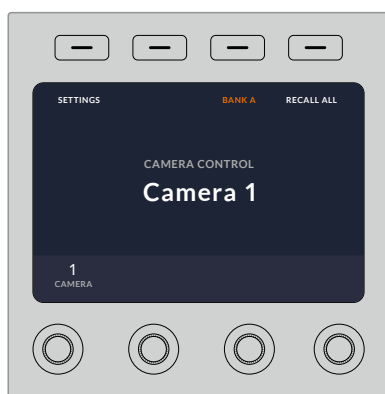 SETTINGS BANK A RECALL ALL
CAMERA CONTROL
Camera 1
1
CAMERA